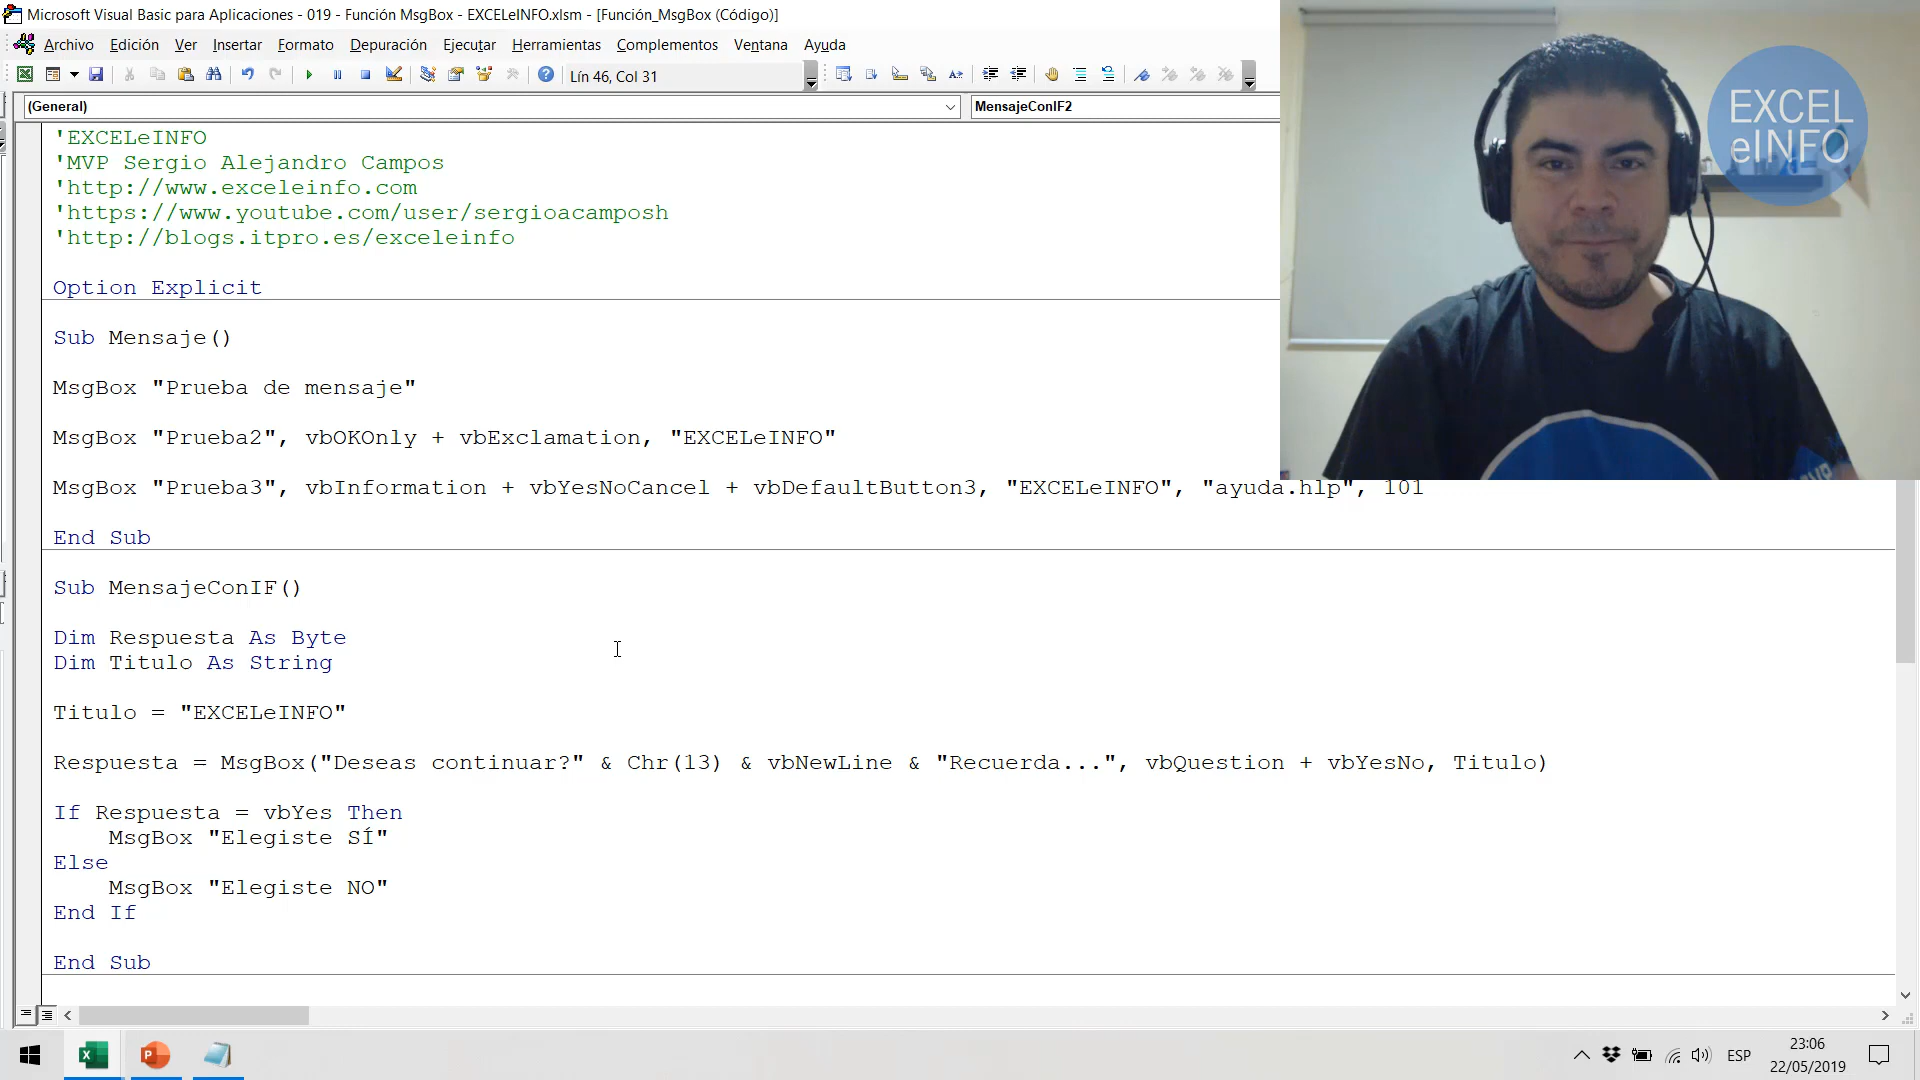 Microsoft Visual Basic para Aplicaciones - 019 - Función MsgBox - EXCELeINFO.xlsm - [Función_MsgBox (Código)]
Archivo Edición Ver Insertar Formato Depuración Ejecutar Herramientas Complementos Ventana Ayuda
Lín 46, Col 31
(General) MensajeConIF2
EXCEL
eINFO
'EXCELeINFO
'MVP Sergio Alejandro Campos
'http://www.exceleinfo.com
'https://www.youtube.com/user/sergioacamposh
'http://blogs.itpro.es/exceleinfo
Option Explicit
Sub Mensaje()
MsgBox "Prueba de mensaje"
MsgBox "Prueba2", vbOKOnly + vbExclamation, "EXCELeINFO"
MsgBox "Prueba3", vbInformation + vbYesNoCancel + vbDefaultButton3, "EXCELeINFO", "ayuda.hlp", 101
End Sub
Sub MensajeConIF()
Dim Respuesta As Byte
Dim Titulo As String
Titulo = "EXCELeINFO"
Respuesta = MsgBox("Deseas continuar?" & Chr(13) & vbNewLine & "Recuerda...", vbQuestion + vbYesNo, Titulo)
If Respuesta = vbYes Then
MsgBox "Elegiste SÍ"
Else
MsgBox "Elegiste NO"
End If
End Sub
ESP
23:06
22/05/2019